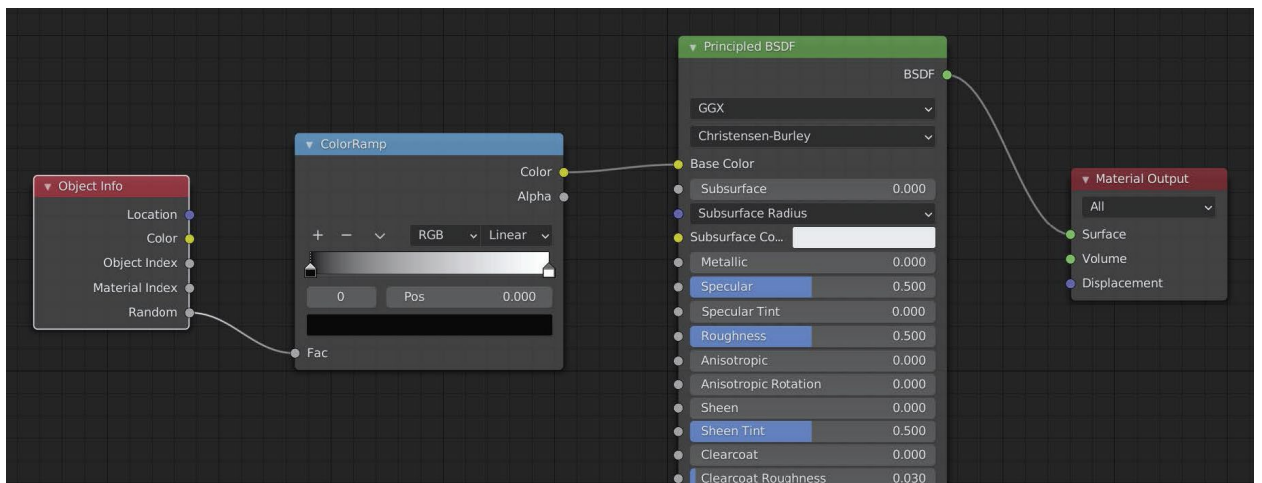 Object Info
Location
Color
Object Index
Material Index
Random
ColorRamp
Color
Alpha
RGB Linear
0 Pos 0.000
Fac
Principled BSDF
BSDF
GGX
Christensen-Burley
Base Color
Subsurface 0.000
Subsurface Radius
Subsurface Co...
Metallic 0.000
Specular 0.500
Specular Tint 0.000
Roughness 0.500
Anisotropic 0.000
Anisotropic Rotation 0.000
Sheen 0.000
Sheen Tint 0.500
Clearcoat 0.000
Clearcoat Roughness 0.030
Material Output
All
Surface
Volume
Displacement